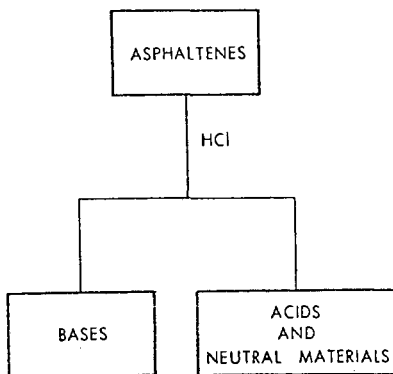 ASPHALTENES
HCl
BASES
ACIDS
AND
NEUTRAL MATERIALS